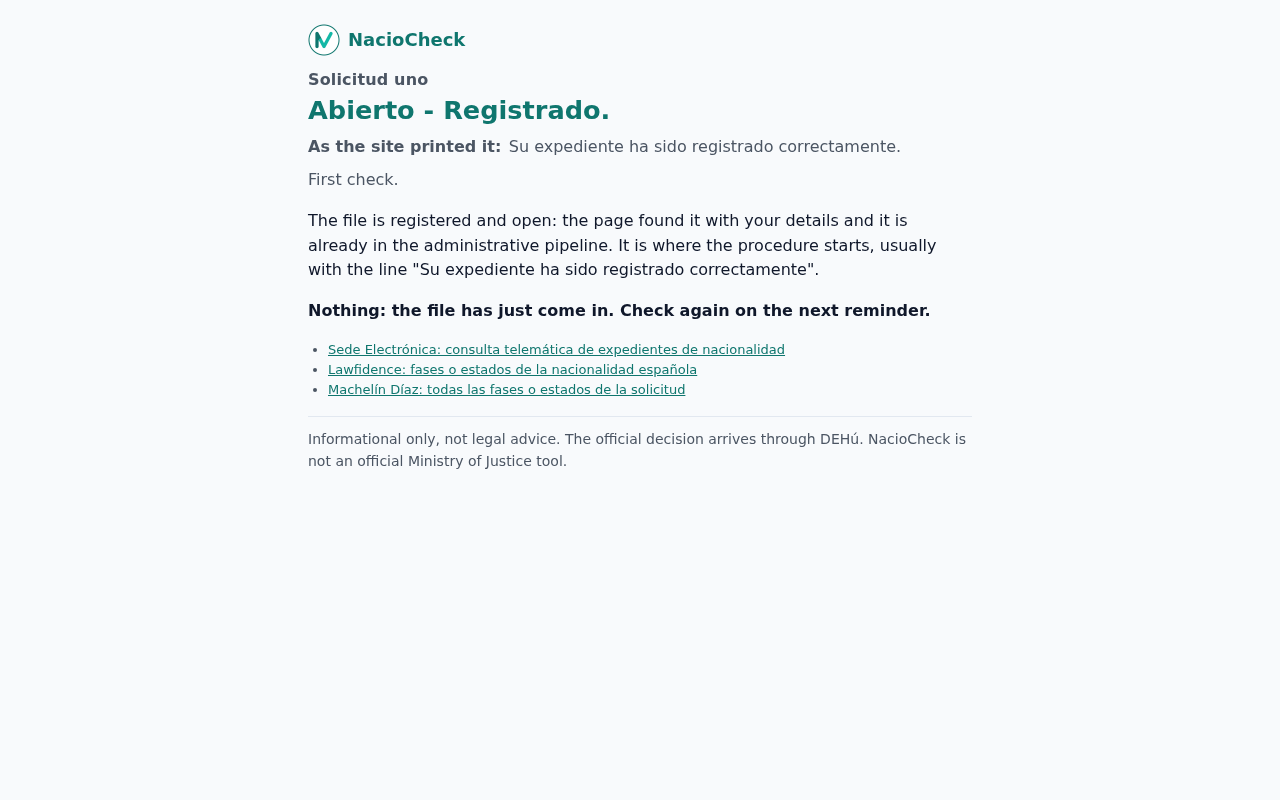 NacioCheck
Solicitud uno
Abierto - Registrado.
As the site printed it: Su expediente ha sido registrado correctamente.
First check.
The file is registered and open: the page found it with your details and it is
already in the administrative pipeline. It is where the procedure starts, usually
with the line "Su expediente ha sido registrado correctamente".
Nothing: the file has just come in. Check again on the next reminder.
Sede Electrónica: consulta telemática de expedientes de nacionalidad
Lawfidence: fases o estados de la nacionalidad española
Machelín Díaz: todas las fases o estados de la solicitud
Informational only, not legal advice. The official decision arrives through DEHú. NacioCheck is
not an official Ministry of Justice tool.